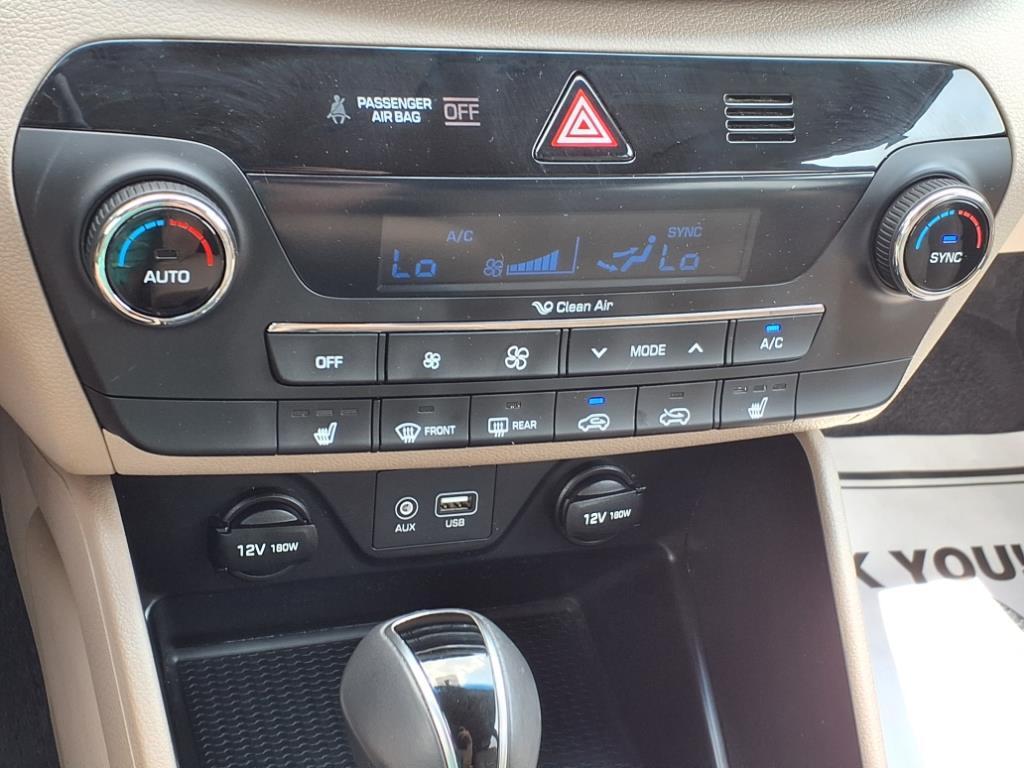 PASSENGER
AIR BAG
OFF
A/C
SYNC
Lo
Lo
AUTO
SYNC
Clean Air
OFF
MODE
A/C
FRONT
REAR
AUX
USB
12V 180W
12V 180W
K YOU!